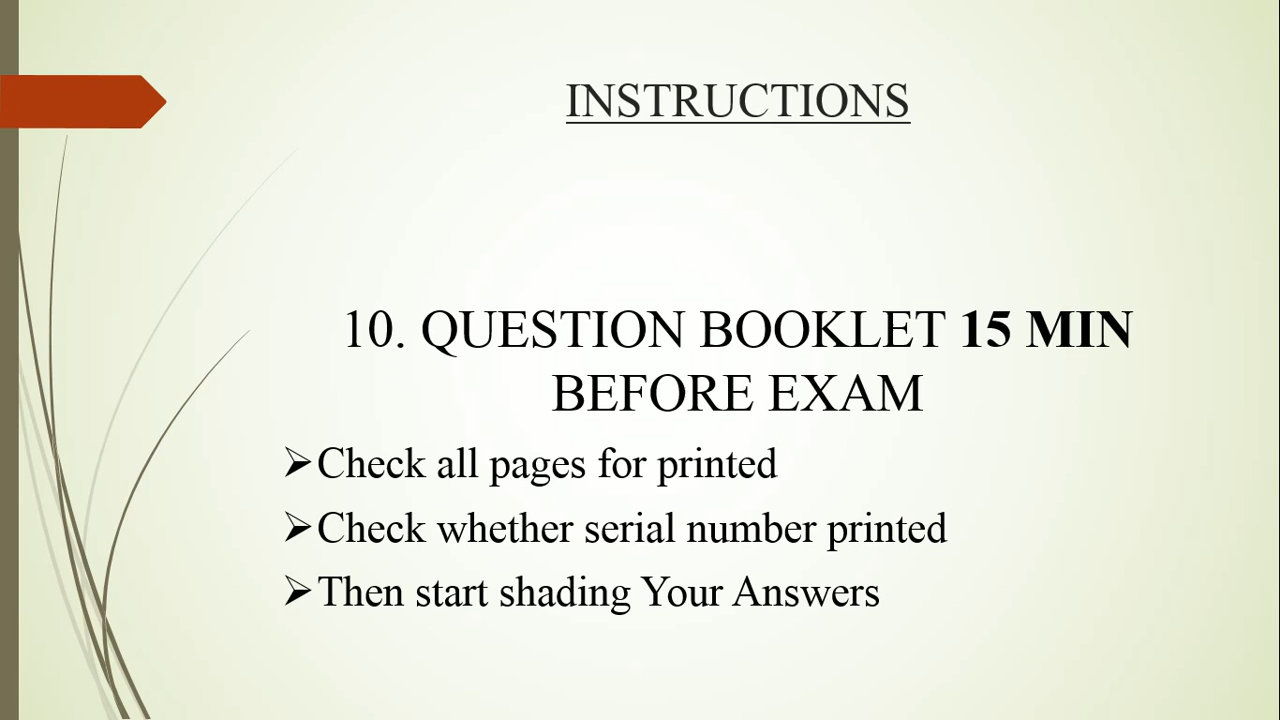 INSTRUCTIONS
10. QUESTION BOOKLET 15 MIN
BEFORE EXAM
➢Check all pages for printed
➢Check whether serial number printed
➢Then start shading Your Answers